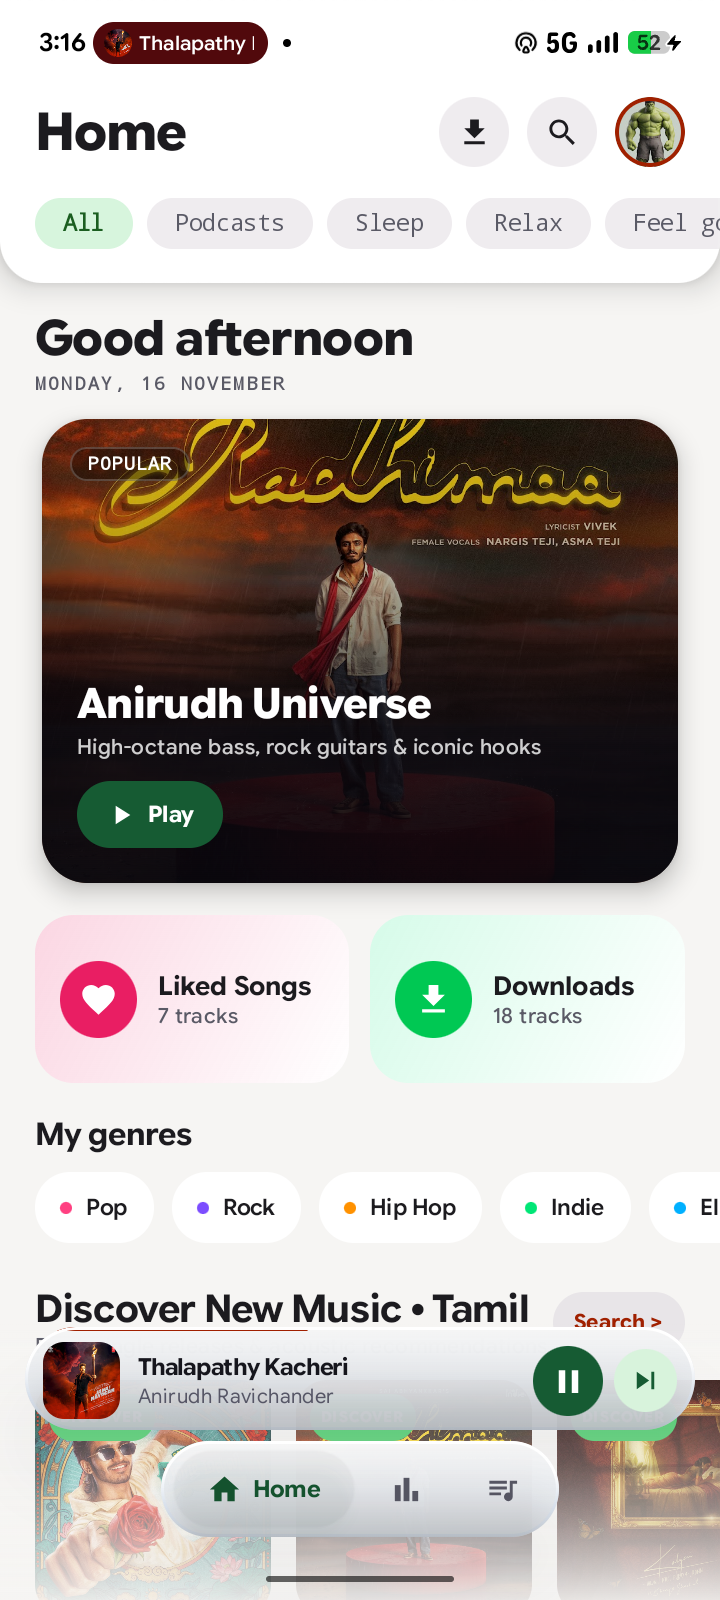 3:16 Thalapathy 5G 52
Home
All Podcasts Sleep Relax Feel
Good afternoon
MONDAY, 16 NOVEMBER
POPULAR
Aadhimaa
LYRICIST VIVEK
FEMALE VOCALS NARGIS TEJI, ASMA TEJI
Anirudh Universe
High-octane bass, rock guitars & iconic hooks
Play
Liked Songs Downloads
7 tracks 18 tracks
My genres
Pop Rock Hip Hop Indie El
Discover New Music • Tamil
Search >
Thalapathy Kacheri
Anirudh Ravichander
Home